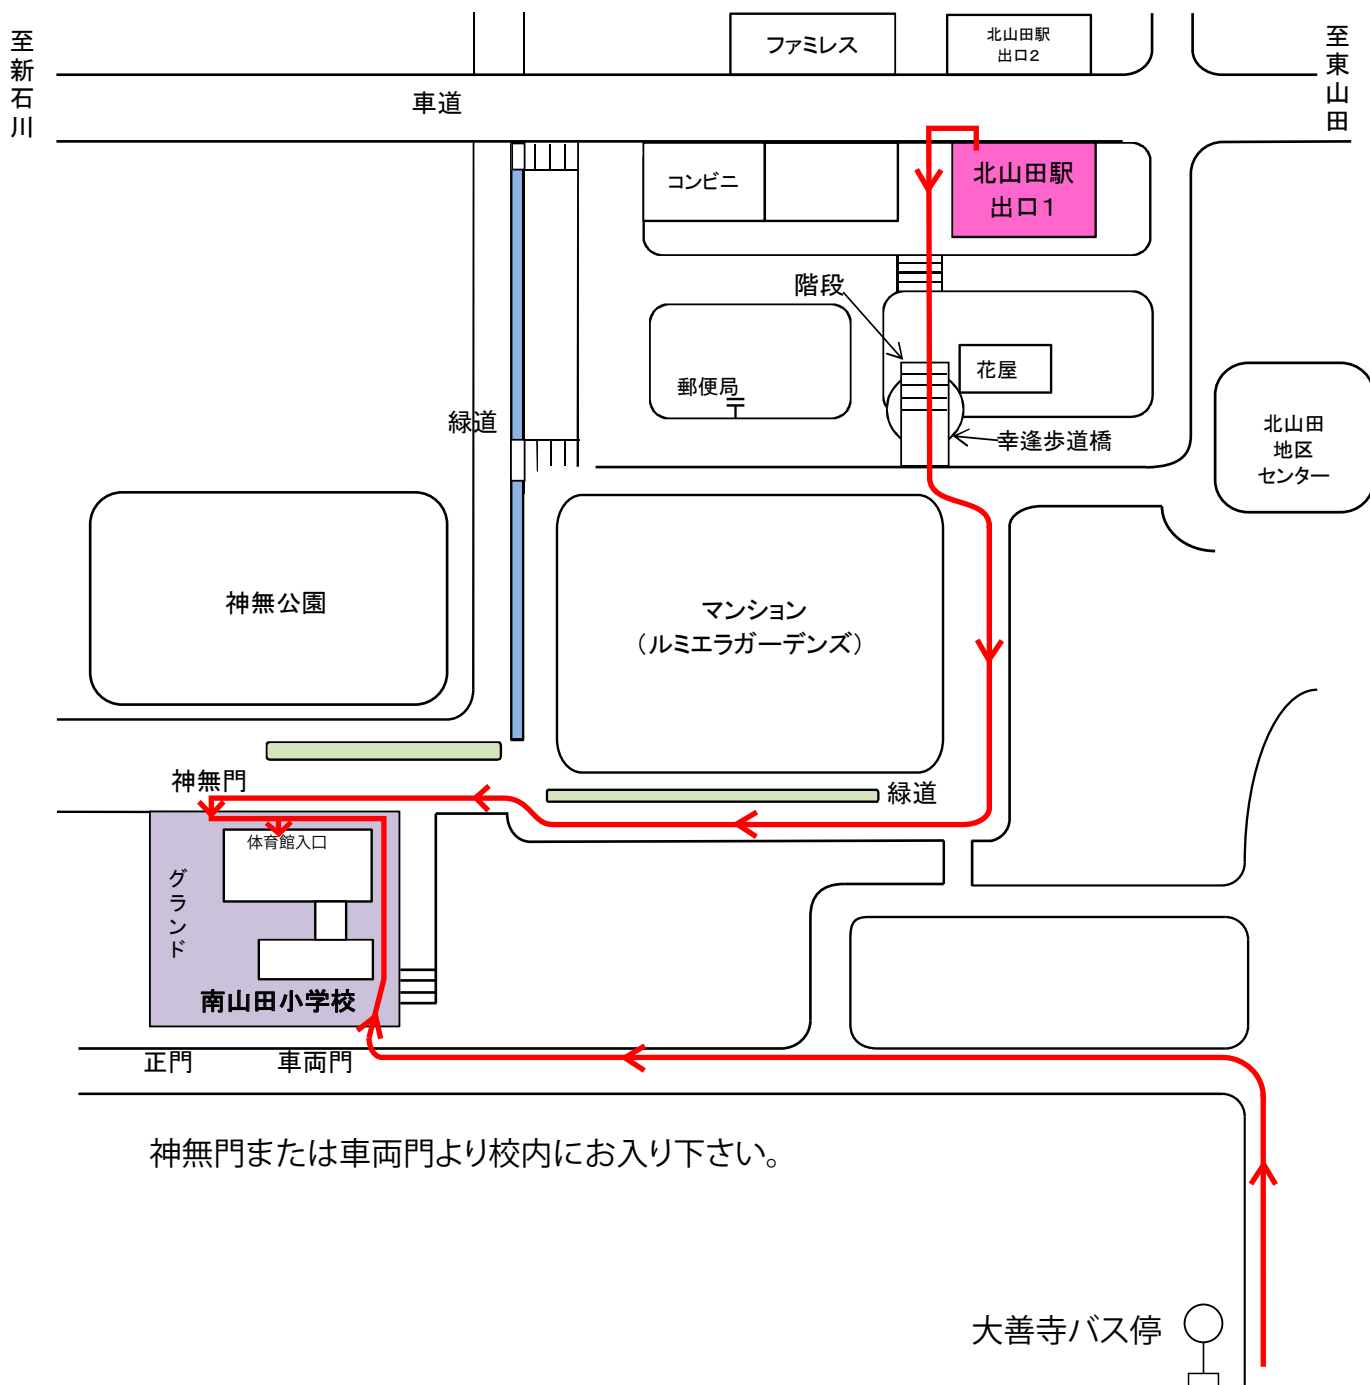 至新石川
ファミレス
北山田駅
出口2
至東山田
車道
コンビニ
北山田駅
出口1
階段
郵便局
〒
花屋
緑道
幸逢歩道橋
北山田
地区
センター
神無公園
マンション
（ルミエラガーデンズ）
神無門
緑道
体育館入口
グランド
南山田小学校
正門
車両門
神無門または車両門より校内にお入り下さい。
大善寺バス停